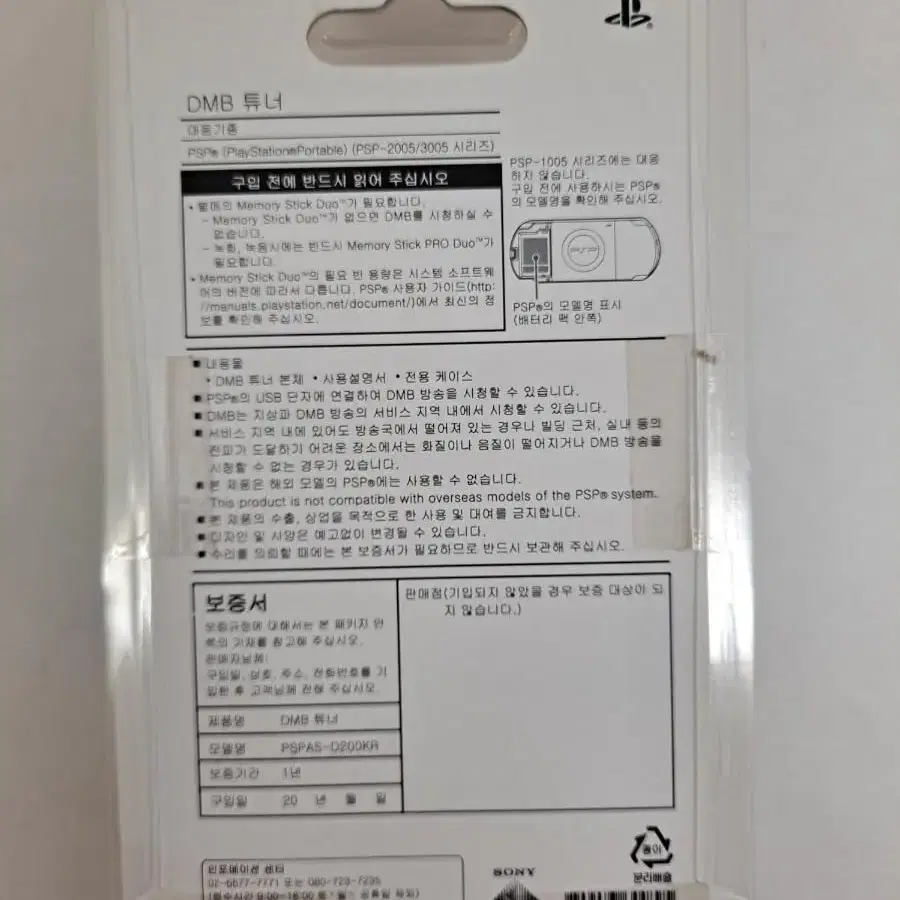 DMB 튜너
대응기종
PSP® (PlayStation®Portable) (PSP-2005/3005 시리즈)
구입 전에 반드시 읽어 주십시오
• 별매의 Memory Stick Duo™가 필요합니다.
– Memory Stick Duo™가 없으면 DMB를 시청하실 수
없습니다.
– 녹화, 녹음시에는 반드시 Memory Stick PRO Duo™가
필요합니다.
• Memory Stick Duo™의 필요 빈 용량은 시스템 소프트웨
어의 버전에 따라서 다릅니다. PSP® 사용자 가이드(http:
//manuals.playstation.net/document/)에서 최신의 정
보를 확인해 주십시오.
PSP-1005 시리즈에는 대응
하지 않습니다.
구입 전에 사용하시는 PSP®
의 모델명을 확인해 주십시오.
PSP
PSP®의 모델명 표시
(배터리 팩 안쪽)
■ 내용물
• DMB 튜너 본체 • 사용설명서 • 전용 케이스
■ PSP®의 USB 단자에 연결하여 DMB 방송을 시청할 수 있습니다.
■ DMB는 지상파 DMB 방송의 서비스 지역 내에서 시청할 수 있습니다.
■ 서비스 지역 내에 있어도 방송국에서 떨어져 있는 경우나 빌딩 근처, 실내 등의
전파가 도달하기 어려운 장소에서는 화질이나 음질이 떨어지거나 DMB 방송을
시청할 수 없는 경우가 있습니다.
■ 본 제품은 해외 모델의 PSP®에는 사용할 수 없습니다.
This product is not compatible with overseas models of the PSP® system.
■ 본 제품의 수출, 상업을 목적으로 한 사용 및 대여를 금지합니다.
■ 디자인 및 사양은 예고없이 변경될 수 있습니다.
■ 수리를 의뢰할 때에는 본 보증서가 필요하므로 반드시 보관해 주십시오.
보증서
보증규정에 대해서는 본 패키지 안
쪽의 기재를 참고해 주십시오.
판매자님께:
구입일, 상호, 주소, 전화번호를 기
입한 후 고객님께 전해 주십시오.
제품명 DMB 튜너
모델명 PSPAS-D200KR
보증기간 1년
구입일 20 년 월 일
판매점(기입되지 않았을 경우 보증 대상이 되
지 않습니다.)
인포메이션 센터
SONY
종이
분리배출